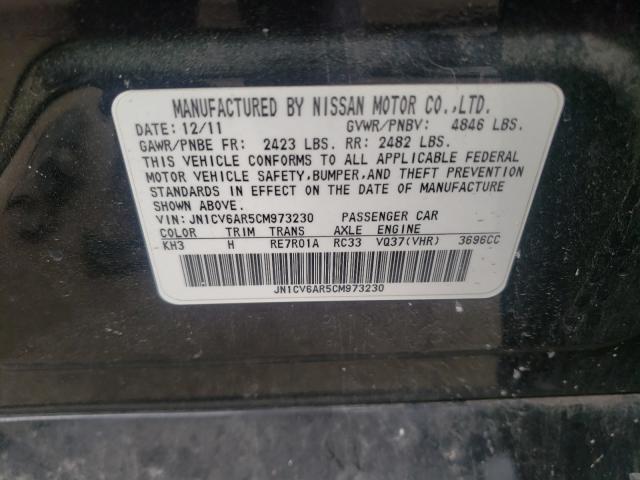 MANUFACTURED BY NISSAN MOTOR CO.,LTD.
DATE: 12/11 GVWR/PNBV: 4846 LBS.
GAWR/PNBE FR: 2423 LBS. RR: 2482 LBS.
THIS VEHICLE CONFORMS TO ALL APPLICABLE FEDERAL
MOTOR VEHICLE SAFETY,BUMPER,AND THEFT PREVENTION
STANDARDS IN EFFECT ON THE DATE OF MANUFACTURE
SHOWN ABOVE.
VIN: JN1CV6AR5CM973230 PASSENGER CAR
COLOR TRIM TRANS AXLE ENGINE
KH3 H RE7R01A RC33 VQ37(VHR) 3696CC
JN1CV6AR5CM973230